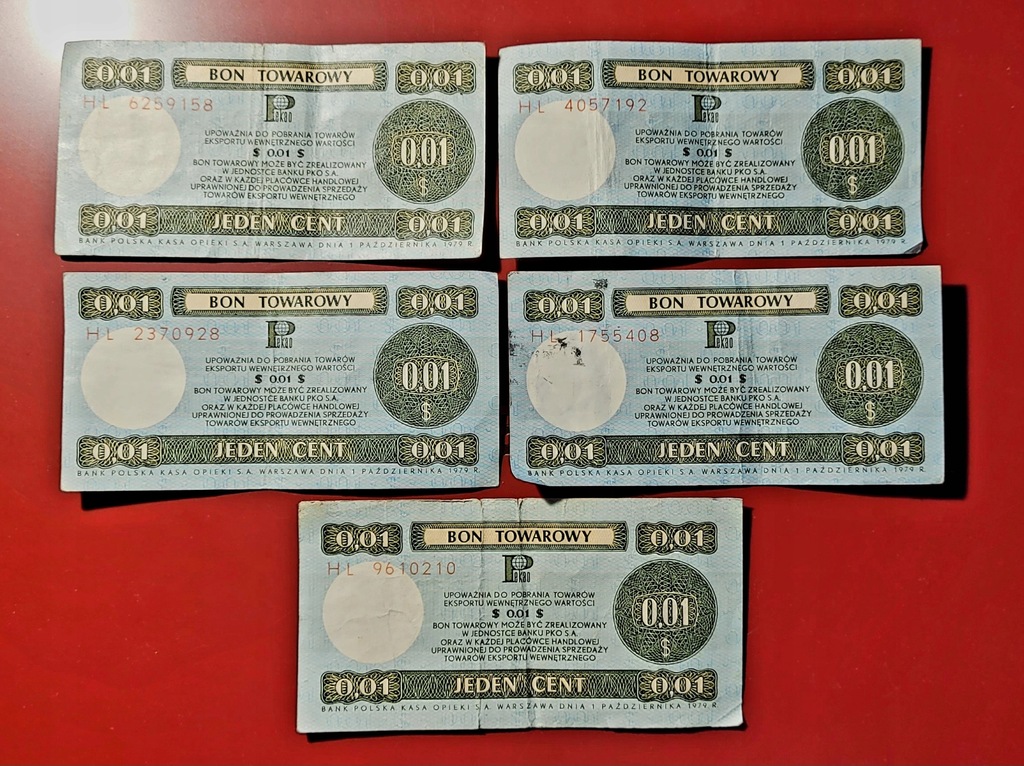 0,01 BON TOWAROWY 0,01
HL 6259158
Pekao
UPOWAŻNIA DO POBRANIA TOWARÓW
EKSPORTU WEWNĘTRZNEGO WARTOŚCI
$ 0.01 $
BON TOWAROWY MOŻE BYĆ ZREALIZOWANY
W JEDNOSTCE BANKU PKO S.A.
ORAZ W KAŻDEJ PLACÓWCE HANDLOWEJ
UPRAWNIONEJ DO PROWADZENIA SPRZEDAŻY
TOWARÓW EKSPORTU WEWNĘTRZNEGO
0,01
$
0,01 JEDEN CENT 0,01
BANK POLSKA KASA OPIEKI S.A. WARSZAWA DNIA 1 PAŹDZIERNIKA 1979 R.
0,01 BON TOWAROWY 0,01
HL 4057192
Pekao
UPOWAŻNIA DO POBRANIA TOWARÓW
EKSPORTU WEWNĘTRZNEGO WARTOŚCI
$ 0.01 $
BON TOWAROWY MOŻE BYĆ ZREALIZOWANY
W JEDNOSTCE BANKU PKO S.A.
ORAZ W KAŻDEJ PLACÓWCE HANDLOWEJ
UPRAWNIONEJ DO PROWADZENIA SPRZEDAŻY
TOWARÓW EKSPORTU WEWNĘTRZNEGO
0,01
$
0,01 JEDEN CENT 0,01
BANK POLSKA KASA OPIEKI S.A. WARSZAWA DNIA 1 PAŹDZIERNIKA 1979 R.
0,01 BON TOWAROWY 0,01
HL 2370928
Pekao
UPOWAŻNIA DO POBRANIA TOWARÓW
EKSPORTU WEWNĘTRZNEGO WARTOŚCI
$ 0.01 $
BON TOWAROWY MOŻE BYĆ ZREALIZOWANY
W JEDNOSTCE BANKU PKO S.A.
ORAZ W KAŻDEJ PLACÓWCE HANDLOWEJ
UPRAWNIONEJ DO PROWADZENIA SPRZEDAŻY
TOWARÓW EKSPORTU WEWNĘTRZNEGO
0,01
$
0,01 JEDEN CENT 0,01
BANK POLSKA KASA OPIEKI S.A. WARSZAWA DNIA 1 PAŹDZIERNIKA 1979 R.
0,01 BON TOWAROWY 0,01
HL 1755408
Pekao
UPOWAŻNIA DO POBRANIA TOWARÓW
EKSPORTU WEWNĘTRZNEGO WARTOŚCI
$ 0.01 $
BON TOWAROWY MOŻE BYĆ ZREALIZOWANY
W JEDNOSTCE BANKU PKO S.A.
ORAZ W KAŻDEJ PLACÓWCE HANDLOWEJ
UPRAWNIONEJ DO PROWADZENIA SPRZEDAŻY
TOWARÓW EKSPORTU WEWNĘTRZNEGO
0,01
$
0,01 JEDEN CENT 0,01
BANK POLSKA KASA OPIEKI S.A. WARSZAWA DNIA 1 PAŹDZIERNIKA 1979 R.
0,01 BON TOWAROWY 0,01
HL 9610210
Pekao
UPOWAŻNIA DO POBRANIA TOWARÓW
EKSPORTU WEWNĘTRZNEGO WARTOŚCI
$ 0.01 $
BON TOWAROWY MOŻE BYĆ ZREALIZOWANY
W JEDNOSTCE BANKU PKO S.A.
ORAZ W KAŻDEJ PLACÓWCE HANDLOWEJ
UPRAWNIONEJ DO PROWADZENIA SPRZEDAŻY
TOWARÓW EKSPORTU WEWNĘTRZNEGO
0,01
$
0,01 JEDEN CENT 0,01
BANK POLSKA KASA OPIEKI S.A. WARSZAWA DNIA 1 PAŹDZIERNIKA 1979 R.